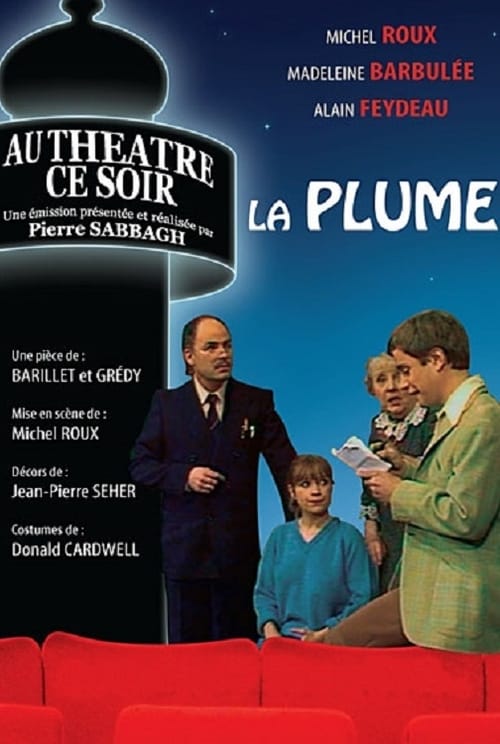 MICHEL ROUX
MADELEINE BARBULÉE
ALAIN FEYDEAU
AU THEATRE
CE SOIR
Une émission présentée et réalisée par
Pierre SABBAGH
LA PLUME
Une pièce de :
BARILLET et GRÉDY
Mise en scène de :
Michel ROUX
Décors de :
Jean-Pierre SEHER
Costumes de :
Donald CARDWELL